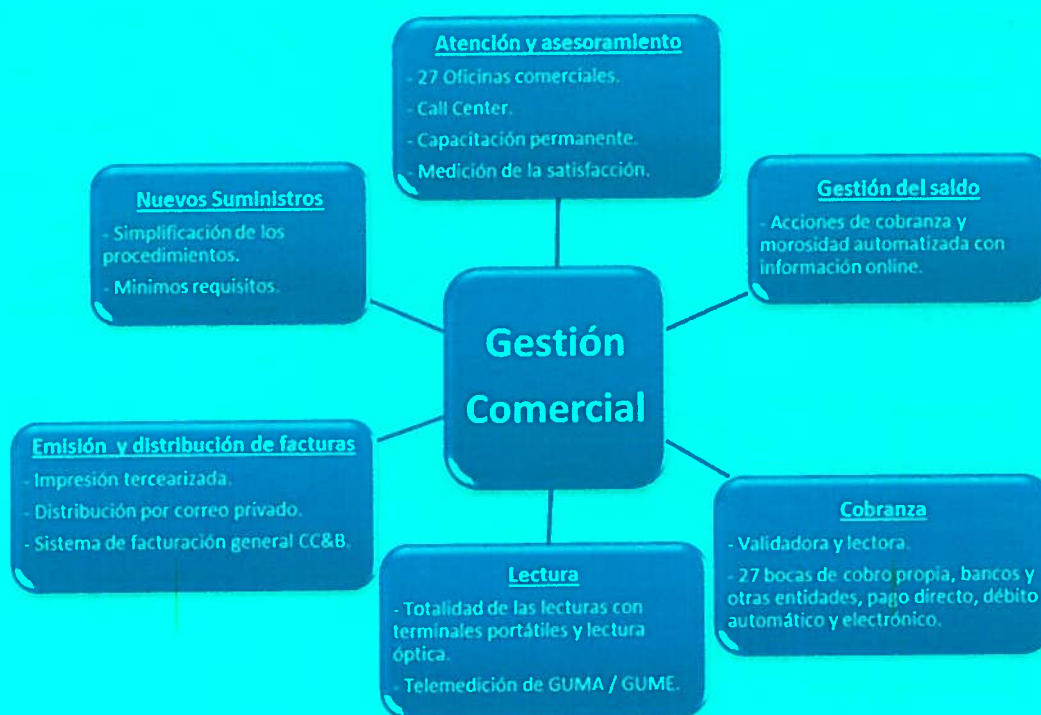 Atención y asesoramiento
- 27 Oficinas comerciales.
- Call Center.
- Capacitación permanente.
- Medición de la satisfacción.
Nuevos Suministros
- Simplificación de los
procedimientos.
- Minimos requisitos.
Gestión del saldo
- Acciones de cobranza y
morosidad automatizada con
información online.
Gestión
Comercial
Emisión y distribución de facturas
- Impresión tercearizada.
- Distribución por correo privado.
- Sistema de facturación general CC&B.
Cobranza
- Validadora y lectora.
- 27 bocas de cobro propia, bancos y
otras entidades, pago directo, débito
automático y electrónico.
Lectura
- Totalidad de las lecturas con
terminales portátiles y lectura
óptica.
- Telemedición de GUMA / GUME.